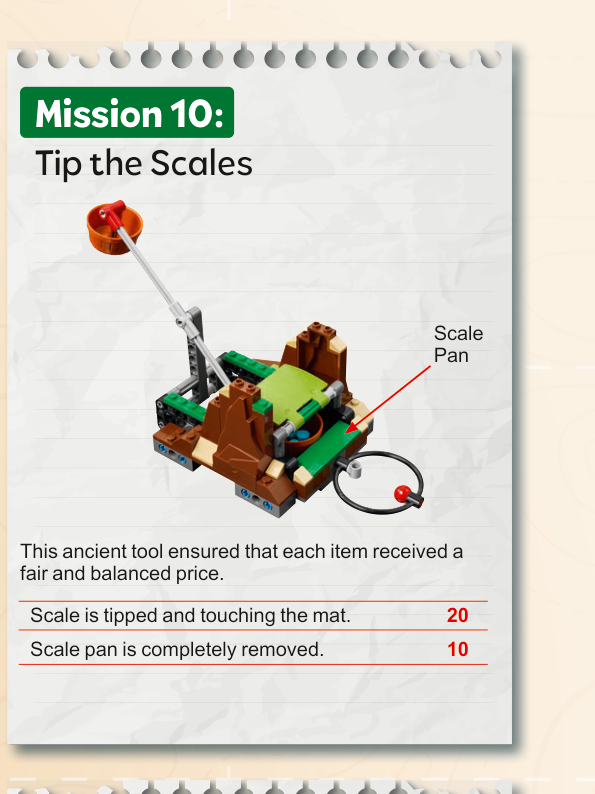 Mission 10:
Tip the Scales
Scale
Pan
This ancient tool ensured that each item received a
fair and balanced price.
Scale is tipped and touching the mat. 20
Scale pan is completely removed. 10